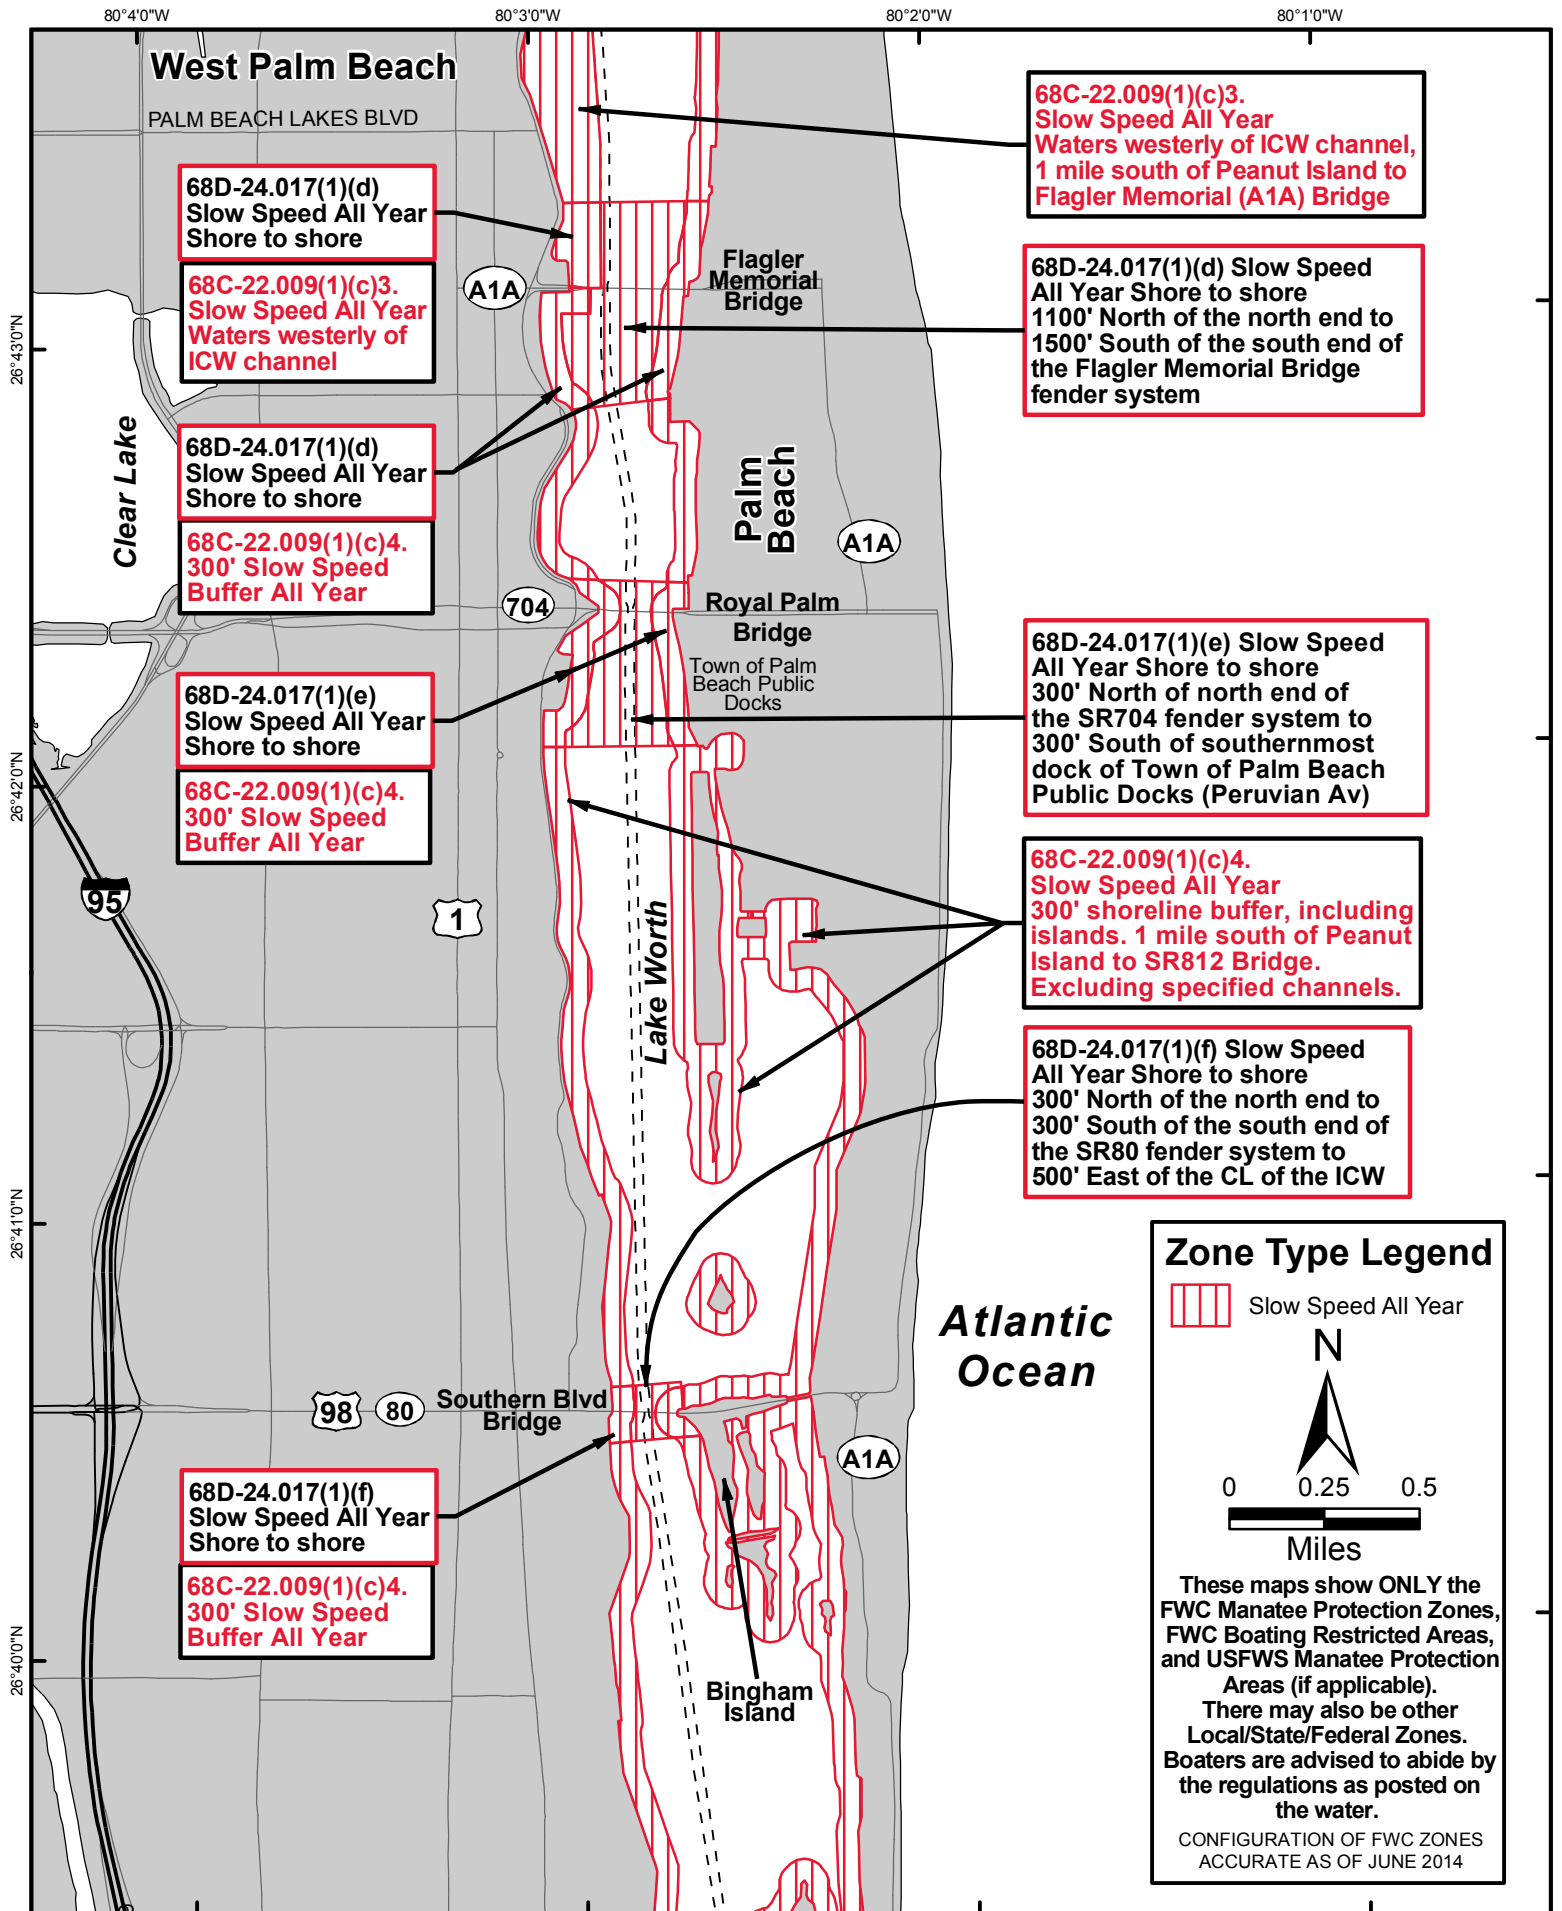 80°4'0"W
80°3'0"W
80°2'0"W
80°1'0"W
West Palm Beach
PALM BEACH LAKES BLVD
68C-22.009(1)(c)3.
Slow Speed All Year
Waters westerly of ICW channel,
1 mile south of Peanut Island to
Flagler Memorial (A1A) Bridge
68D-24.017(1)(d)
Slow Speed All Year
Shore to shore
68C-22.009(1)(c)3.
Slow Speed All Year
Waters westerly of
ICW channel
A1A
Flagler
Memorial
Bridge
68D-24.017(1)(d) Slow Speed
All Year Shore to shore
1100' North of the north end to
1500' South of the south end of
the Flagler Memorial Bridge
fender system
26°43'0"N
Clear Lake
68D-24.017(1)(d)
Slow Speed All Year
Shore to shore
68C-22.009(1)(c)4.
300' Slow Speed
Buffer All Year
Palm
Beach
A1A
704
Royal Palm
Bridge
Town of Palm
Beach Public
Docks
68D-24.017(1)(e) Slow Speed
All Year Shore to shore
300' North of north end of
the SR704 fender system to
300' South of southernmost
dock of Town of Palm Beach
Public Docks (Peruvian Av)
68D-24.017(1)(e)
Slow Speed All Year
Shore to shore
68C-22.009(1)(c)4.
300' Slow Speed
Buffer All Year
26°42'0"N
95
1
Lake Worth
68C-22.009(1)(c)4.
Slow Speed All Year
300' shoreline buffer, including
islands. 1 mile south of Peanut
Island to SR812 Bridge.
Excluding specified channels.
68D-24.017(1)(f) Slow Speed
All Year Shore to shore
300' North of the north end to
300' South of the south end of
the SR80 fender system to
500' East of the CL of the ICW
26°41'0"N
Atlantic
Ocean
98
80
Southern Blvd
Bridge
A1A
68D-24.017(1)(f)
Slow Speed All Year
Shore to shore
68C-22.009(1)(c)4.
300' Slow Speed
Buffer All Year
26°40'0"N
Bingham
Island
Zone Type Legend
Slow Speed All Year
N
0 0.25 0.5
Miles
These maps show ONLY the
FWC Manatee Protection Zones,
FWC Boating Restricted Areas,
and USFWS Manatee Protection
Areas (if applicable).
There may also be other
Local/State/Federal Zones.
Boaters are advised to abide by
the regulations as posted on
the water.
CONFIGURATION OF FWC ZONES
ACCURATE AS OF JUNE 2014